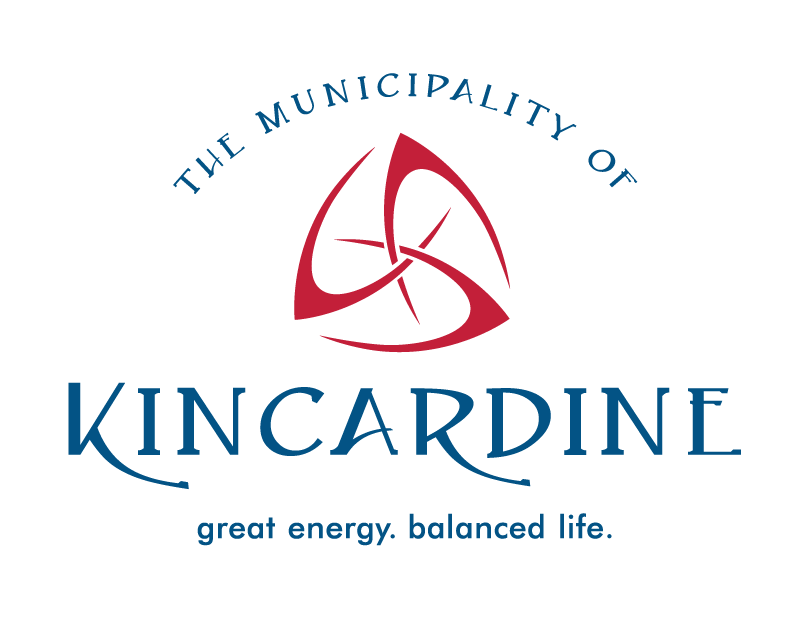 THE MUNICIPALITY OF
KINCARDINE
great energy. balanced life.